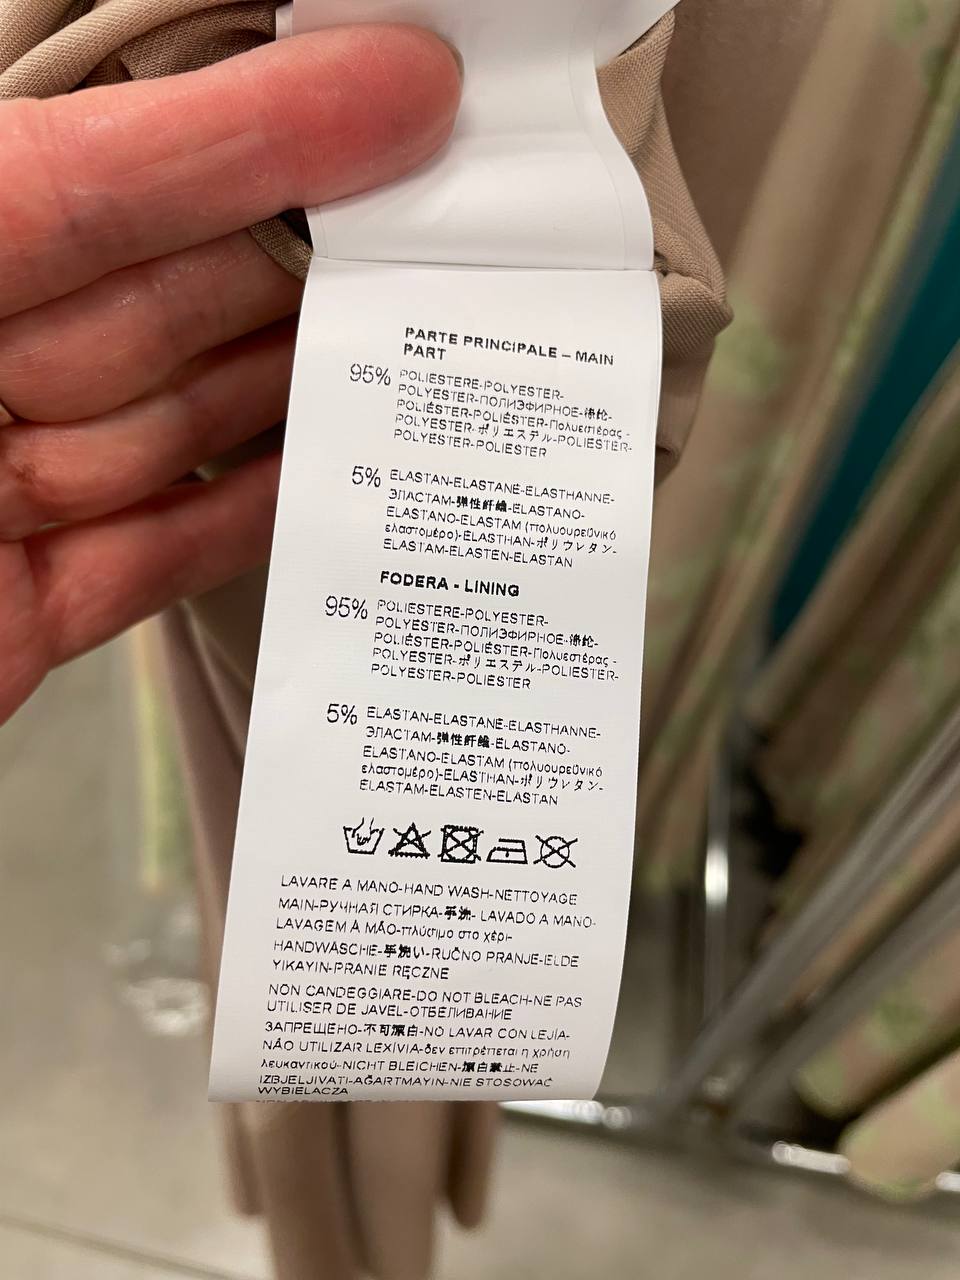 PARTE PRINCIPALE – MAIN
PART
95% POLIESTERE-POLYESTER-
POLYESTER-ПОЛИЭФИРНОЕ-涤纶-
POLIÉSTER-POLIÉSTER-Πολυεστέρας -
POLYESTER-ポリエステル-POLIESTER-
POLYESTER-POLIESTER
5% ELASTAN-ELASTANE-ELASTHANNE-
ЭЛАСТАМ-弹性纤维-ELASTANO-
ELASTANO-ELASTAM (πολυουρεϋνικό
ελαστομέρο)-ELASTHAN-ポリウレタン-
ELASTAM-ELASTEN-ELASTAN
FODERA - LINING
95% POLIESTERE-POLYESTER-
POLYESTER-ПОЛИЭФИРНОЕ-涤纶-
POLIÉSTER-POLIÉSTER-Πολυεστέρας -
POLYESTER-ポリエステル-POLIESTER-
POLYESTER-POLIESTER
5% ELASTAN-ELASTANE-ELASTHANNE-
ЭЛАСТАМ-弹性纤维-ELASTANO-
ELASTANO-ELASTAM (πολυουρεϋνικό
ελαστομέρο)-ELASTHAN-ポリウレタン-
ELASTAM-ELASTEN-ELASTAN
LAVARE A MANO-HAND WASH-NETTOYAGE
MAIN-РУЧНАЯ СТИРКА-手洗- LAVADO A MANO-
LAVAGEM À MÃO-πλύσιμο στο χέρι-
HANDWÄSCHE-手洗い-RUČNO PRANJE-ELDE
YIKAYIN-PRANIE RĘCZNE
NON CANDEGGIARE-DO NOT BLEACH-NE PAS
UTILISER DE JAVEL-ОТБЕЛИВАНИЕ
ЗАПРЕЩЕНО-不可漂白-NO LAVAR CON LEJÍA-
NÃO UTILIZAR LEXÍVIA-δεν επιτρέπεται η χρήση
λευκαντικού-NICHT BLEICHEN-漂白禁止-NE
IZBJELJIVATI-AĞARTMAYIN-NIE STOSOWAĆ
WYBIELACZA